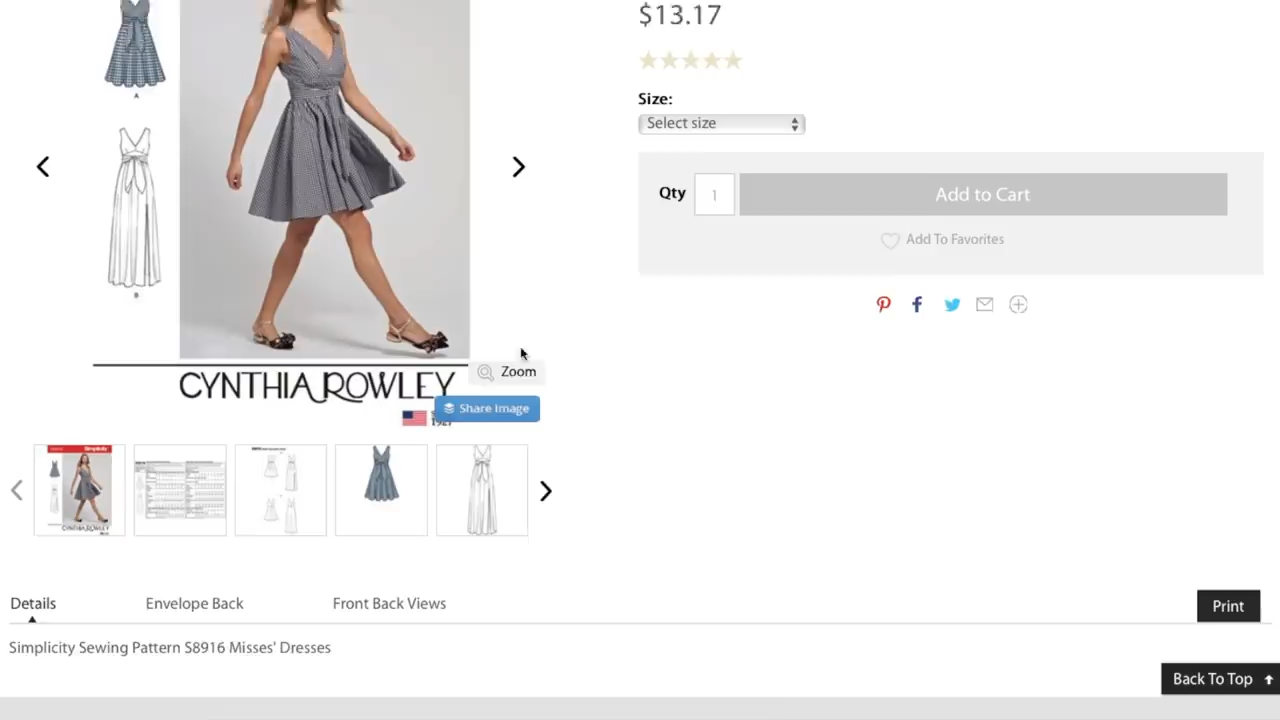 $13.17
A
Size:
Select size
Qty
1
Add to Cart
Add To Favorites
B
Zoom
CYNTHIA ROWLEY
Share Image
Simplicity
Details
Envelope Back
Front Back Views
Print
Simplicity Sewing Pattern S8916 Misses' Dresses
Back To Top